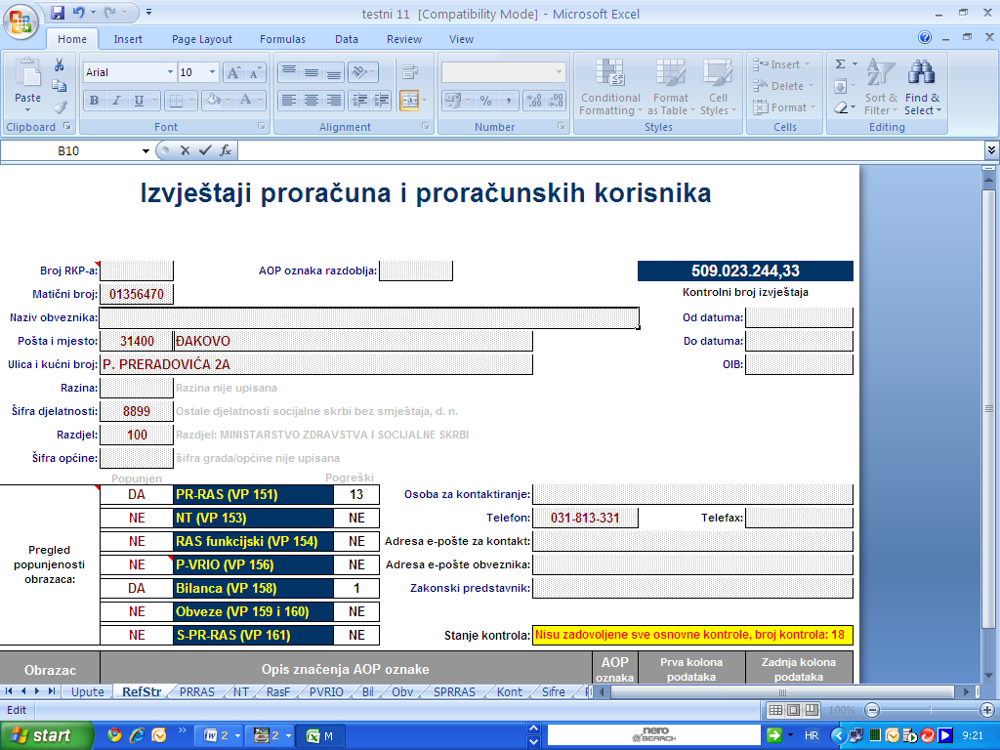 testni 11 [Compatibility Mode] - Microsoft Excel
Home Insert Page Layout Formulas Data Review View
Paste
Arial 10
B I U
Clipboard Font Alignment Number Styles Cells Editing
Conditional Formatting
Format as Table
Cell Styles
Insert
Delete
Format
Sort & Filter
Find & Select
B10
Izvještaji proračuna i proračunskih korisnika
Broj RKP-a: AOP oznaka razdoblja: 509.023.244,33
Matični broj: 01356470 Kontrolni broj izvještaja
Naziv obveznika: Od datuma:
Pošta i mjesto: 31400 ĐAKOVO Do datuma:
Ulica i kućni broj: P. PRERADOVIĆA 2A OIB:
Razina: Razina nije upisana
Šifra djelatnosti: 8899 Ostale djelatnosti socijalne skrbi bez smještaja, d. n.
Razdjel: 100 Razdjel: MINISTARSTVO ZDRAVSTVA I SOCIJALNE SKRBI
Šifra općine: šifra grada/općine nije upisana
Popunjen Pogreški
DA PR-RAS (VP 151) 13 Osoba za kontaktiranje:
NE NT (VP 153) NE Telefon: 031-813-331 Telefax:
NE RAS funkcijski (VP 154) NE Adresa e-pošte za kontakt:
Pregled popunjenosti obrazaca:
NE P-VRIO (VP 156) NE Adresa e-pošte obveznika:
DA Bilanca (VP 158) 1 Zakonski predstavnik:
NE Obveze (VP 159 i 160) NE
NE S-PR-RAS (VP 161) NE Stanje kontrola: Nisu zadovoljene sve osnovne kontrole, broj kontrola: 18
Obrazac Opis značenja AOP oznake AOP oznaka Prva kolona podataka Zadnja kolona podataka
Upute RefStr PRRAS NT RasF PVRIO Bil Obv SPRRAS Kont Sifre
Edit 100%
start 2 2 M nero SEARCH HR 9:21